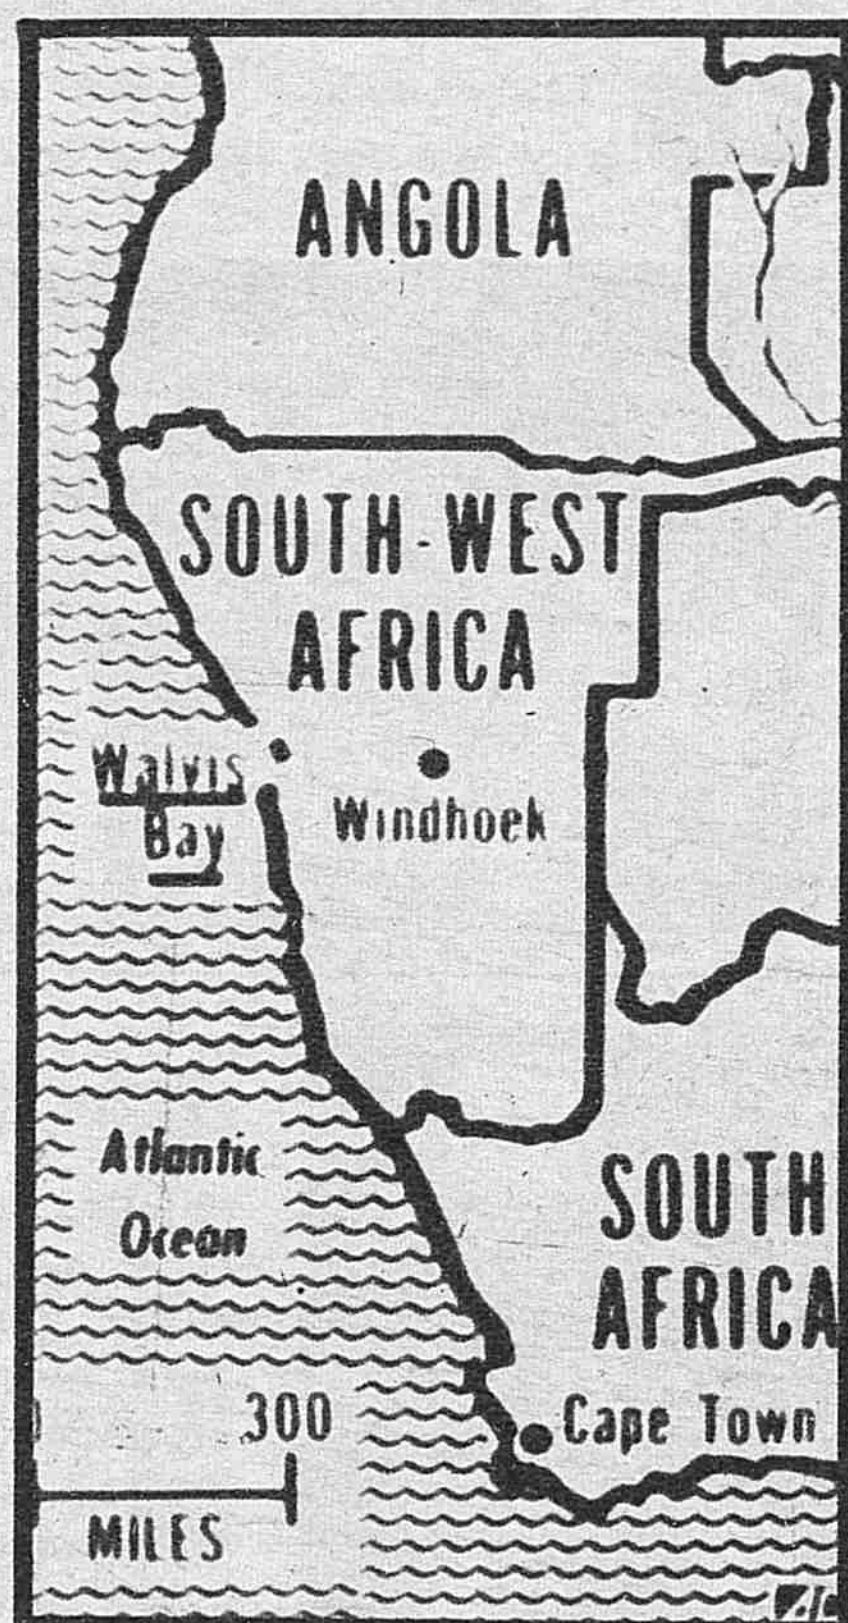 ANGOLA
SOUTH-WEST
AFRICA
Walvis
Bay
Windhoek
Atlantic
Ocean
SOUTH
AFRICA
300
Cape Town
MILES